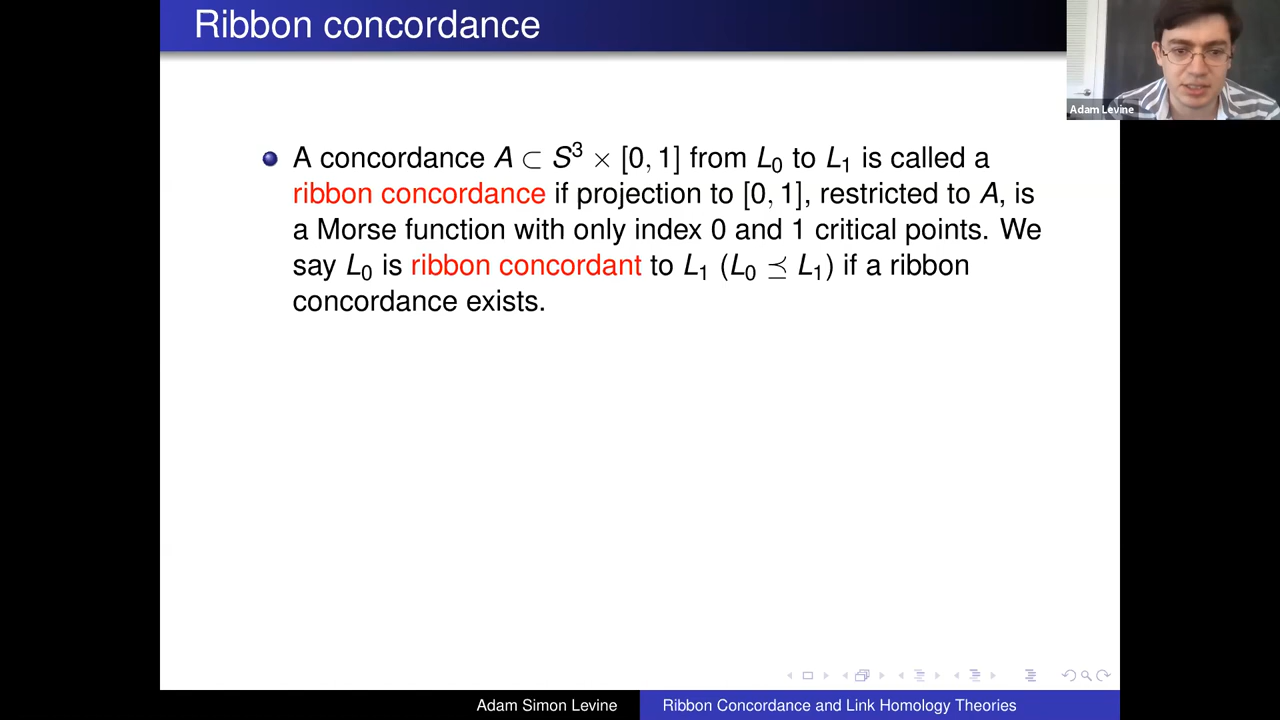 Ribbon concordance
Adam Levine
A concordance A ⊂ S³ × [0, 1] from L₀ to L₁ is called a
ribbon concordance if projection to [0, 1], restricted to A, is
a Morse function with only index 0 and 1 critical points. We
say L₀ is ribbon concordant to L₁ (L₀ ⪯ L₁) if a ribbon
concordance exists.
Adam Simon Levine
Ribbon Concordance and Link Homology Theories